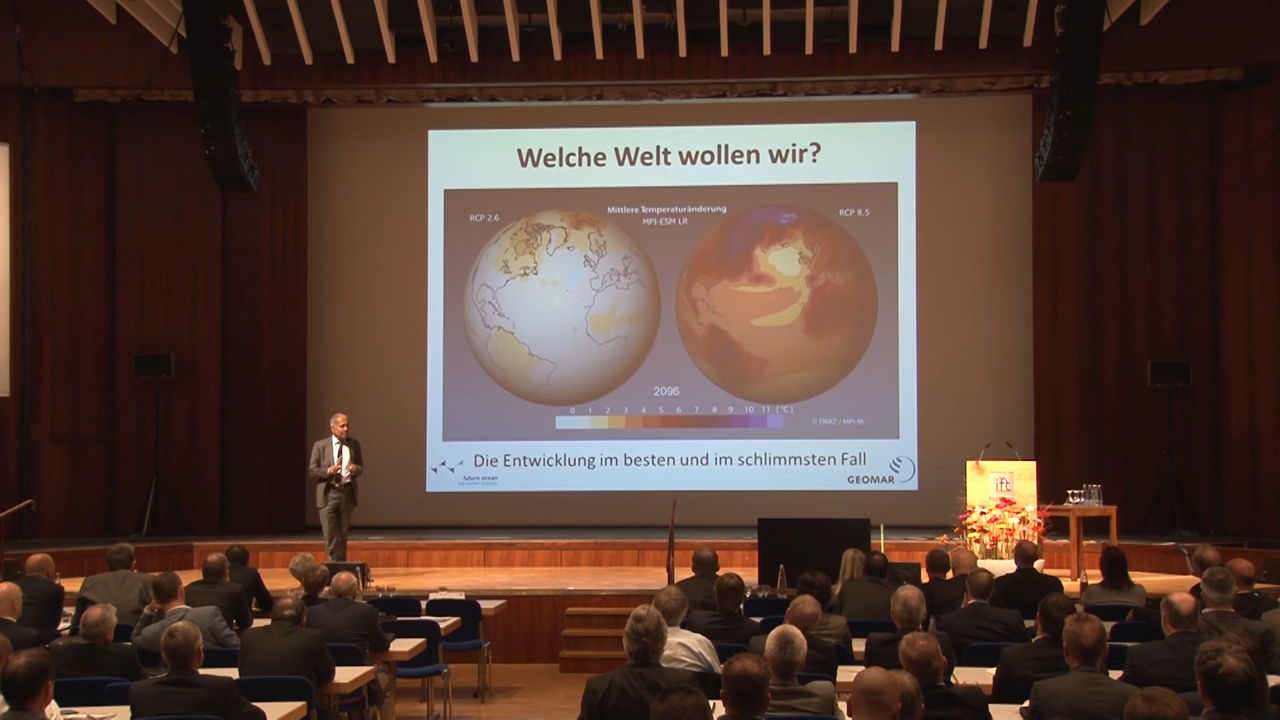 Welche Welt wollen wir?
RCP 2.6
Mittlere Temperaturänderung
MPI-ESM LR
RCP 8.5
2096
0 1 2 3 4 5 6 7 8 9 10 11 [°C]
© DKRZ / MPI-M
Die Entwicklung im besten und im schlimmsten Fall
future ocean
GEOMAR
ift